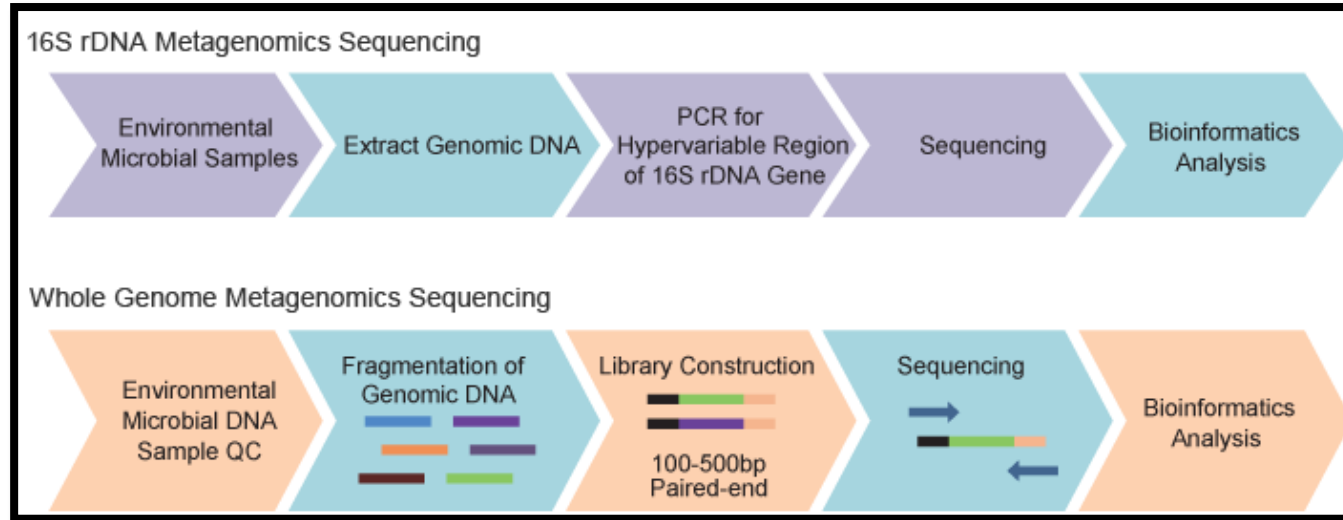 16S rDNA Metagenomics Sequencing
Environmental
Microbial Samples
Extract Genomic DNA
PCR for
Hypervariable Region
of 16S rDNA Gene
Sequencing
Bioinformatics
Analysis
Whole Genome Metagenomics Sequencing
Environmental
Microbial DNA
Sample QC
Fragmentation of
Genomic DNA
Library Construction
100-500bp
Paired-end
Sequencing
Bioinformatics
Analysis